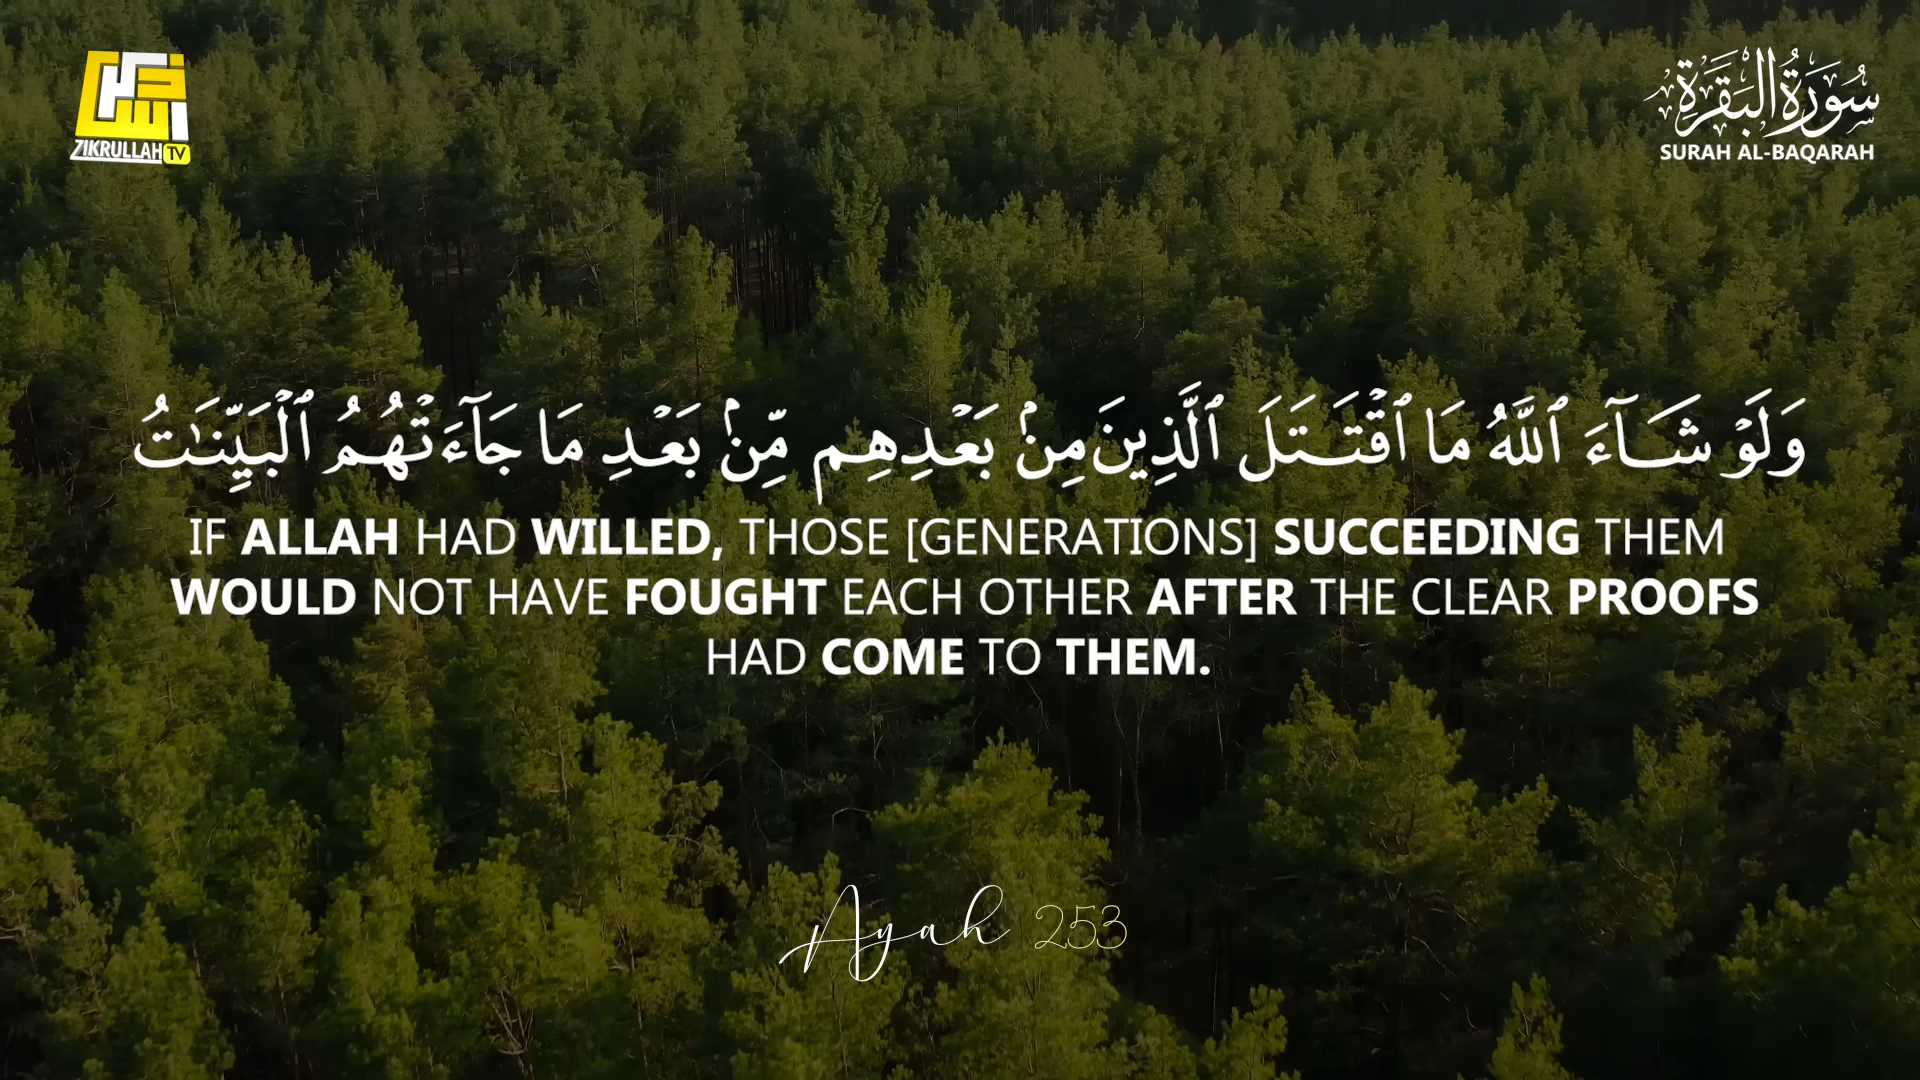 ذكر الله
ZIKRULLAH TV
سُورَةُ البَقَرَةِ
SURAH AL-BAQARAH
وَلَوْ شَآءَ ٱللَّهُ مَا ٱقْتَتَلَ ٱلَّذِينَ مِنۢ بَعْدِهِم مِّنۢ بَعْدِ مَا جَآءَتْهُمُ ٱلْبَيِّنَـٰتُ
IF ALLAH HAD WILLED, THOSE [GENERATIONS] SUCCEEDING THEM
WOULD NOT HAVE FOUGHT EACH OTHER AFTER THE CLEAR PROOFS
HAD COME TO THEM.
Ayah 253